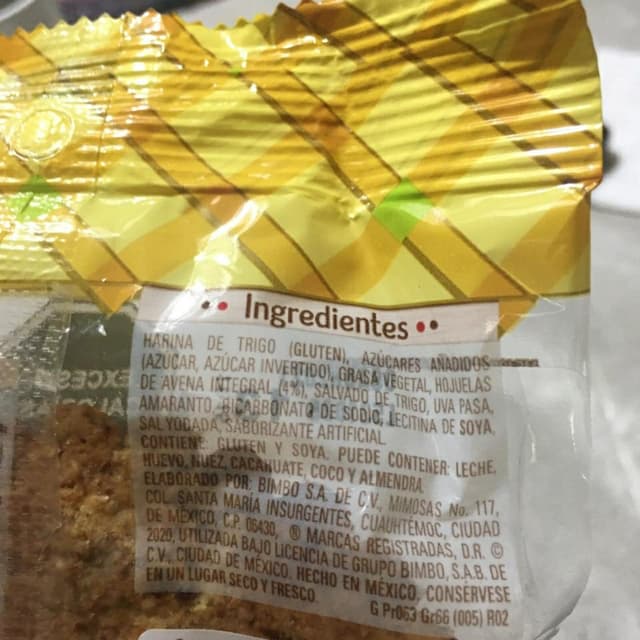 Ingredientes
HARINA DE TRIGO (GLUTEN), AZÚCARES AÑADIDOS
(AZÚCAR, AZÚCAR INVERTIDO), GRASA VEGETAL, HOJUELAS
DE AVENA INTEGRAL (4%), SALVADO DE TRIGO, UVA PASA,
AMARANTO, BICARBONATO DE SODIO, LECITINA DE SOYA,
SAL YODADA, SABORIZANTE ARTIFICIAL.
CONTIENE: GLUTEN Y SOYA. PUEDE CONTENER: LECHE,
HUEVO, NUEZ, CACAHUATE, COCO Y ALMENDRA.
ELABORADO POR: BIMBO S.A. DE C.V., MIMOSAS No. 117,
COL. SANTA MARÍA INSURGENTES, CUAUHTÉMOC, CIUDAD
DE MÉXICO, C.P. 06430, ® MARCAS REGISTRADAS, D.R. ©
2020, UTILIZADA BAJO LICENCIA DE GRUPO BIMBO, S.A.B. DE
C.V., CIUDAD DE MÉXICO. HECHO EN MÉXICO. CONSÉRVESE
EN UN LUGAR SECO Y FRESCO.
G Pr063 Gr66 (005) R02